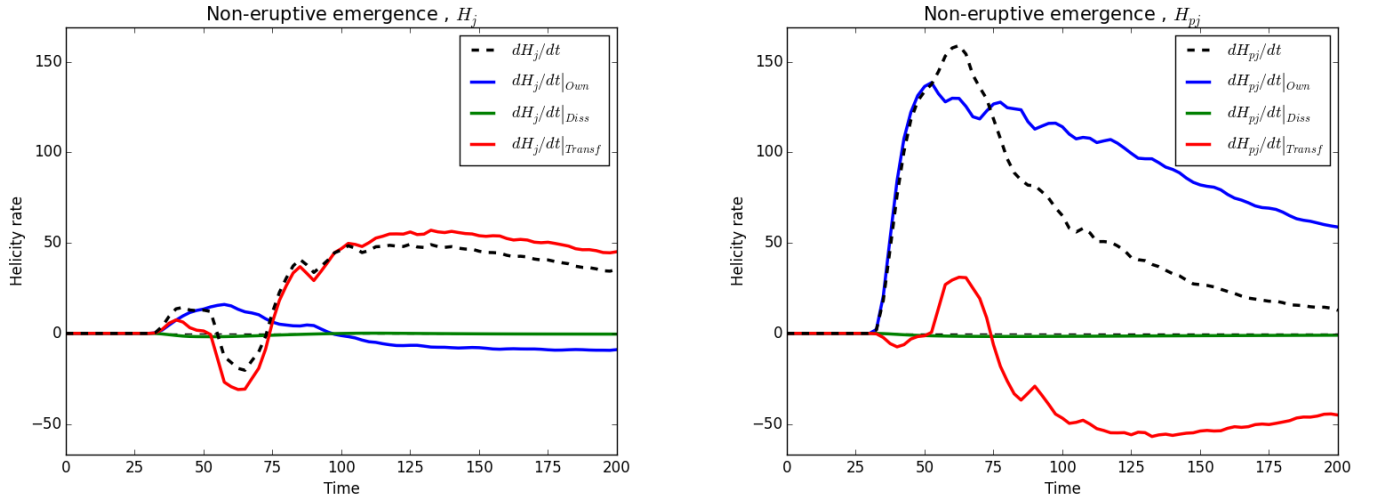 Non-eruptive emergence , H_j
150
100
50
0
−50
Helicity rate
dH_j/dt
dH_j/dt|_Own
dH_j/dt|_Diss
dH_j/dt|_Transf
0 25 50 75 100 125 150 175 200
Time
Non-eruptive emergence , H_pj
150
100
50
0
−50
Helicity rate
dH_pj/dt
dH_pj/dt|_Own
dH_pj/dt|_Diss
dH_pj/dt|_Transf
0 25 50 75 100 125 150 175 200
Time